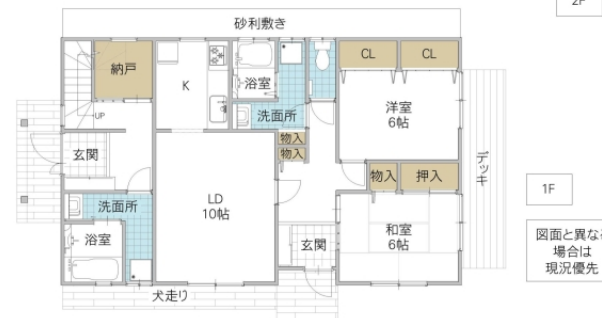 2F
砂利敷き
納戸
K
浴室
CL
CL
洋室
6帖
UP
洗面所
物入
物入
玄関
デッキ
物入
押入
1F
洗面所
LD
10帖
浴室
玄関
和室
6帖
図面と異なる
場合は
現況優先
犬走り